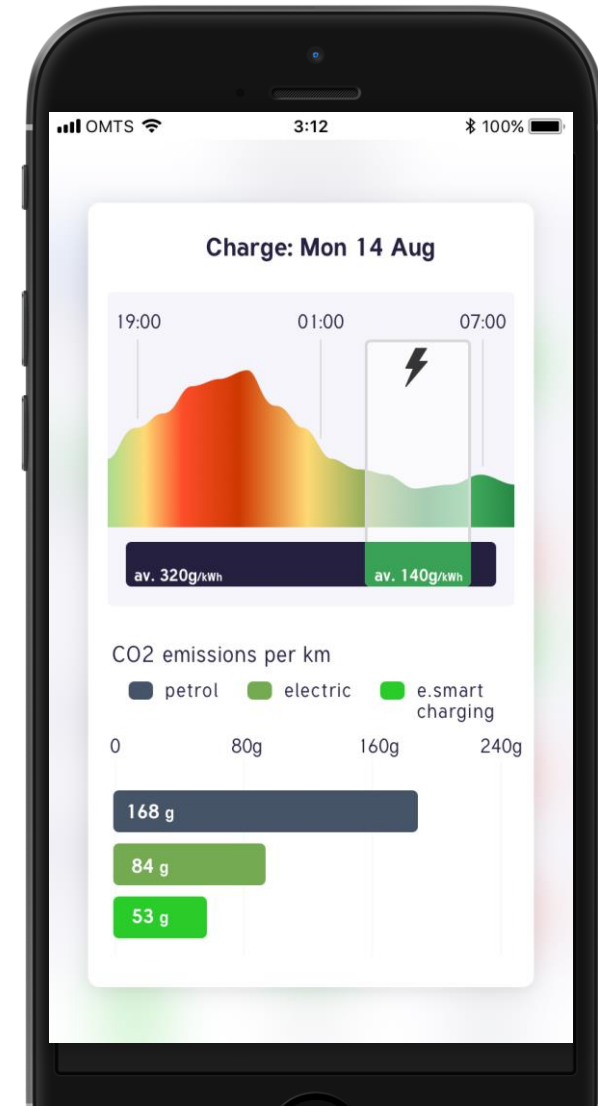 OMTS 3:12 100%
Charge: Mon 14 Aug
19:00 01:00 07:00
av. 320g/kWh av. 140g/kWh
CO2 emissions per km
petrol electric e.smart
charging
0 80g 160g 240g
168 g
84 g
53 g